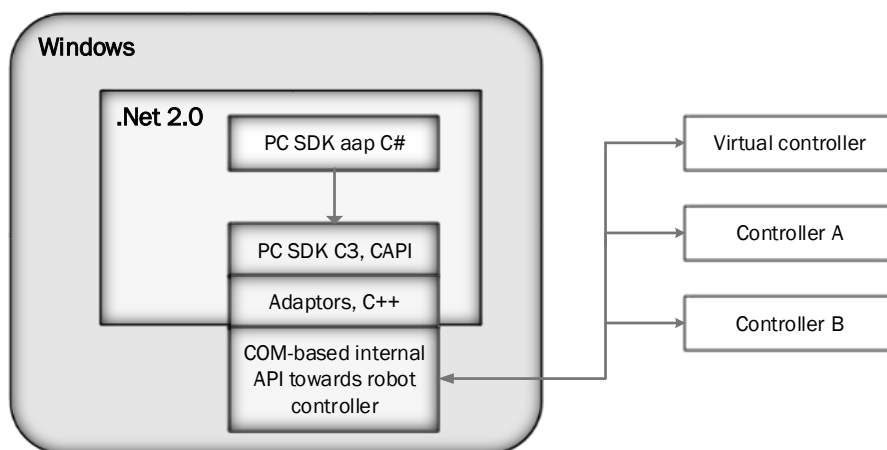 Windows
.Net 2.0
PC SDK aap C#
PC SDK C3, CAPI
Adaptors, C++
COM-based internal
API towards robot
controller
Virtual controller
Controller A
Controller B